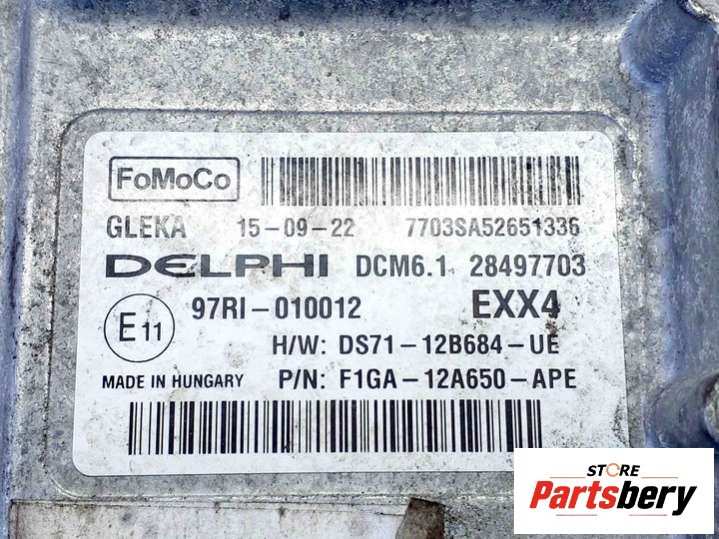 FoMoCo
GLEKA 15-09-22 7703SA52651336
DELPHI DCM6.1 28497703
E11 97RI-010012 EXX4
H/W: DS71-12B684-UE
MADE IN HUNGARY P/N: F1GA-12A650-APE
STORE
Partsbery